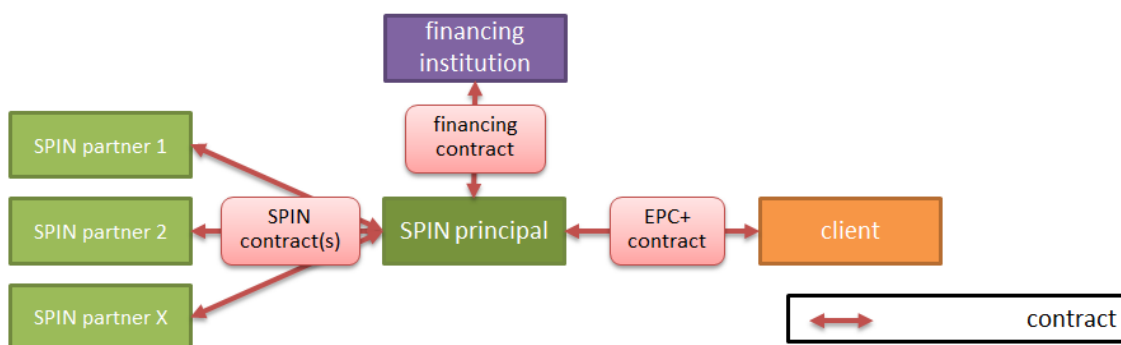 financing
institution
financing
contract
SPIN partner 1
SPIN partner 2
SPIN partner X
SPIN
contract(s)
SPIN principal
EPC+
contract
client
contract